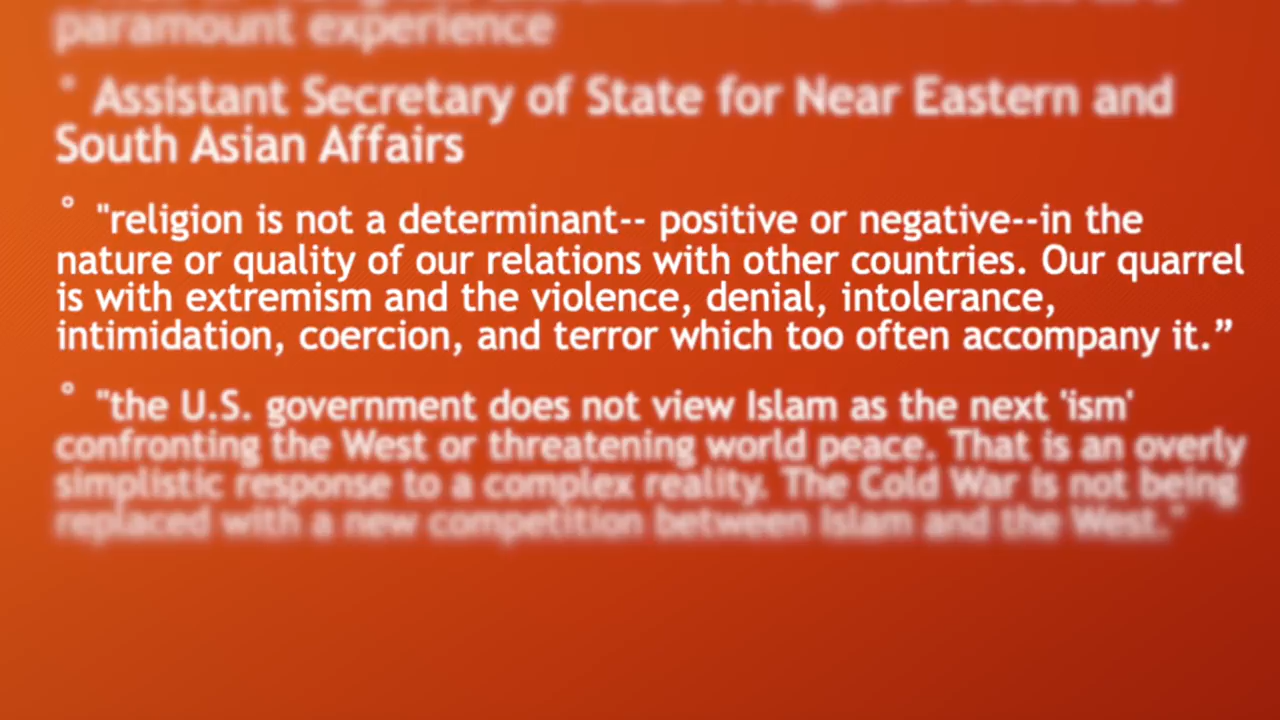 paramount experience
° Assistant Secretary of State for Near Eastern and
South Asian Affairs
° "religion is not a determinant-- positive or negative--in the
nature or quality of our relations with other countries. Our quarrel
is with extremism and the violence, denial, intolerance,
intimidation, coercion, and terror which too often accompany it.”
° "the U.S. government does not view Islam as the next 'ism'
confronting the West or threatening world peace. That is an overly
simplistic response to a complex reality. The Cold War is not being
replaced with a new competition between Islam and the West."